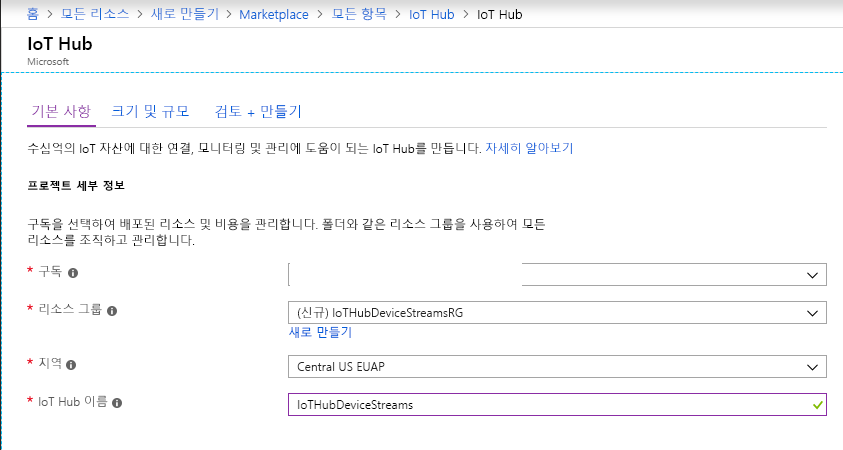 홈 > 모든 리소스 > 새로 만들기 > Marketplace > 모든 항목 > IoT Hub > IoT Hub
IoT Hub
Microsoft
기본 사항 크기 및 규모 검토 + 만들기
수십억의 IoT 자산에 대한 연결, 모니터링 및 관리에 도움이 되는 IoT Hub를 만듭니다. 자세히 알아보기
프로젝트 세부 정보
구독을 선택하여 배포된 리소스 및 비용을 관리합니다. 폴더와 같은 리소스 그룹을 사용하여 모든
리소스를 조직하고 관리합니다.
* 구독
* 리소스 그룹 (신규) IoTHubDeviceStreamsRG
새로 만들기
* 지역 Central US EUAP
* IoT Hub 이름 IoTHubDeviceStreams